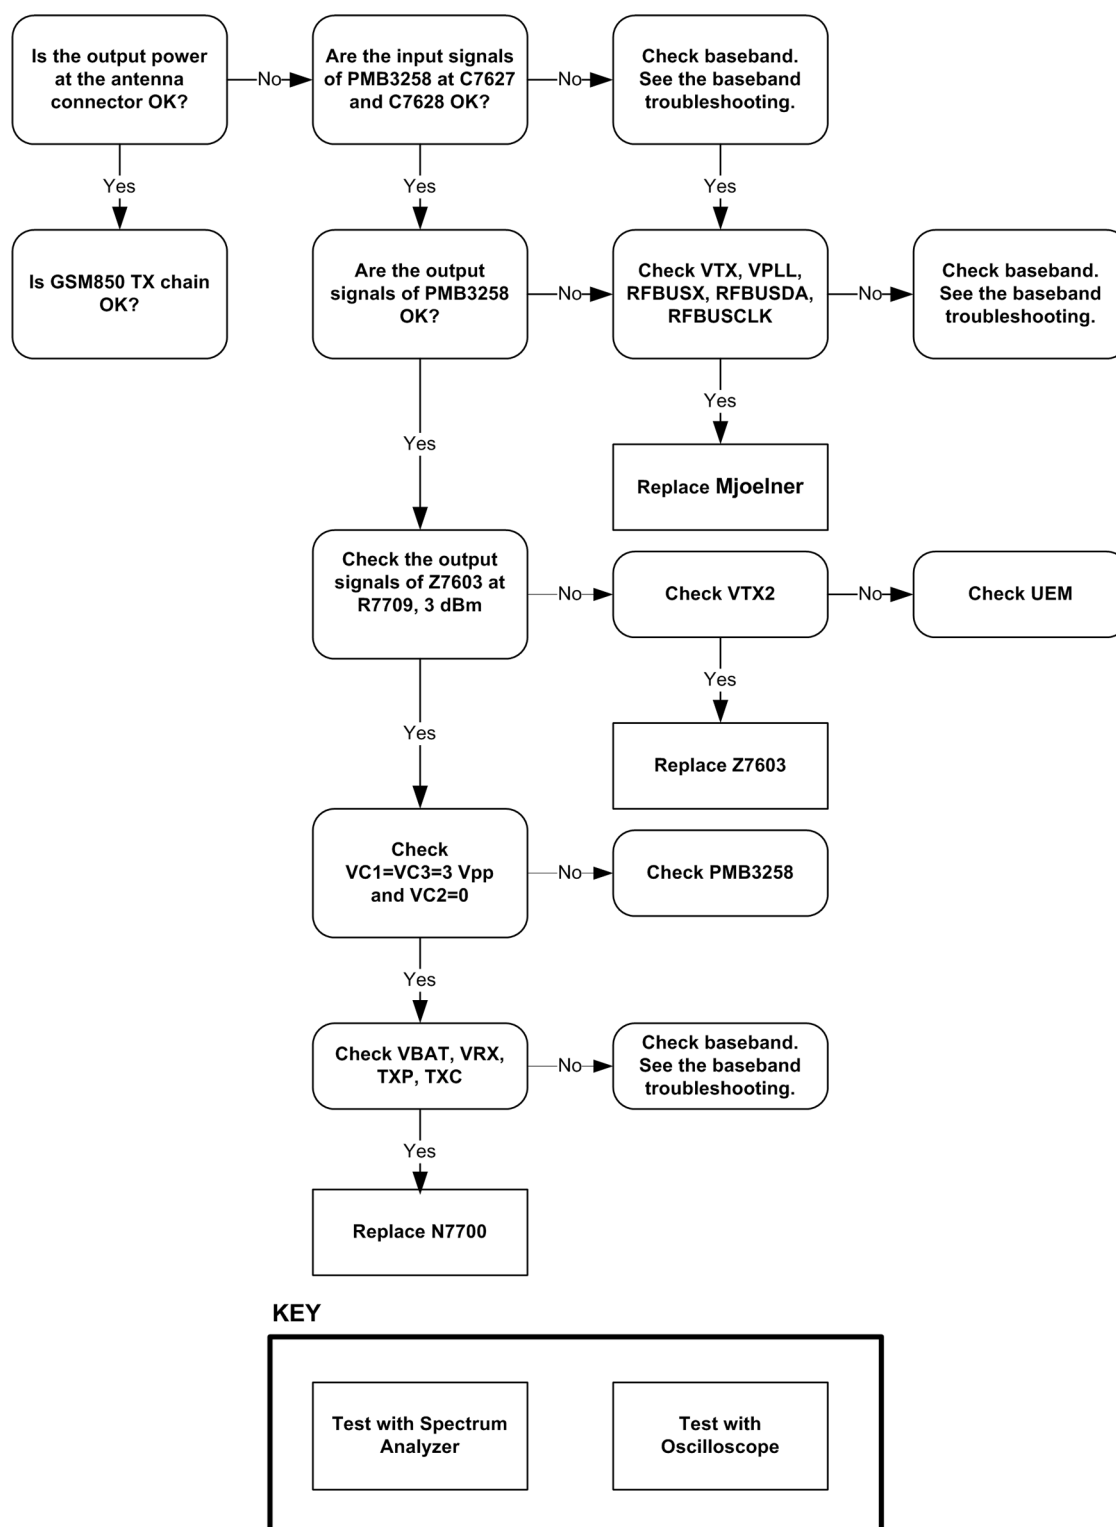 Is the output power
at the antenna
connector OK?
No
Are the input signals
of PMB3258 at C7627
and C7628 OK?
No
Check baseband.
See the baseband
troubleshooting.
Yes
Yes
Yes
Is GSM850 TX chain
OK?
Are the output
signals of PMB3258
OK?
No
Check VTX, VPLL,
RFBUSX, RFBUSDA,
RFBUSCLK
No
Check baseband.
See the baseband
troubleshooting.
Yes
Yes
Replace Mjoelner
Check the output
signals of Z7603 at
R7709, 3 dBm
No
Check VTX2
No
Check UEM
Yes
Yes
Replace Z7603
Check
VC1=VC3=3 Vpp
and VC2=0
No
Check PMB3258
Yes
Check VBAT, VRX,
TXP, TXC
No
Check baseband.
See the baseband
troubleshooting.
Yes
Replace N7700
KEY
Test with Spectrum
Analyzer
Test with
Oscilloscope